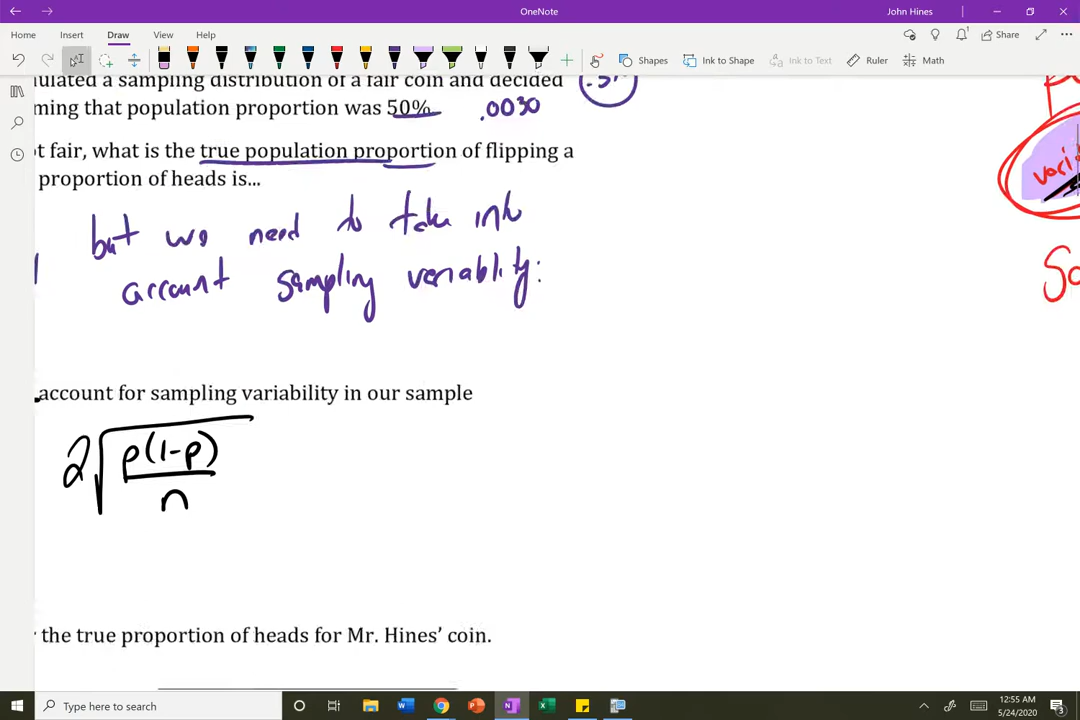 OneNote
John Hines
Home Insert Draw View Help
Share
Shapes Ink to Shape Ink to Text Ruler Math
nulated a sampling distribution of a fair coin and decided
ming that population proportion was 50%
.0030
t fair, what is the true population proportion of flipping a
proportion of heads is...
but we need to take into
account sampling variability:
account for sampling variability in our sample
2√(p(1-p)/n)
the true proportion of heads for Mr. Hines' coin.
Type here to search
12:55 AM
5/24/2020
3